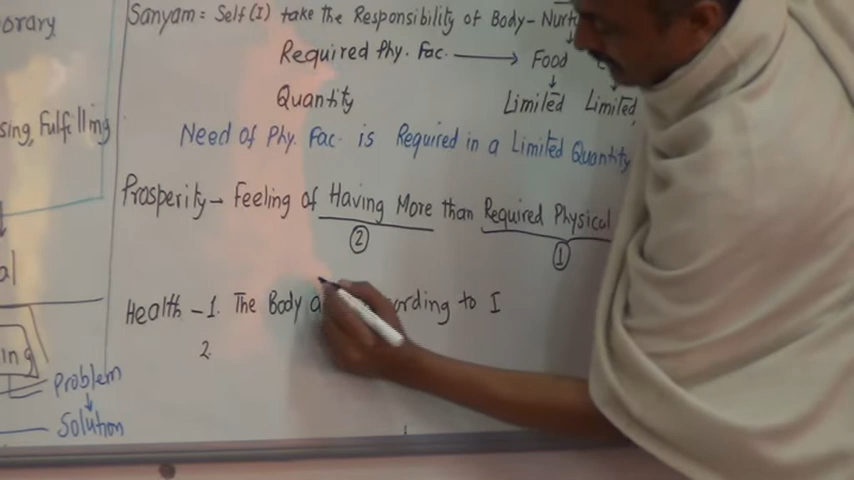 orary
sing, Fulfilling
al
ing
Problem
Solution
Sanyam = Self (I) take the Responsibility of Body - Nurtu
Required Phy. Fac. → Food
Quantity Limited Limited
Need of Phy. Fac. is Required in a Limited Quantity
Prosperity → Feeling of Having More than Required Physical
② ①
Health - 1. The Body according to I
2.